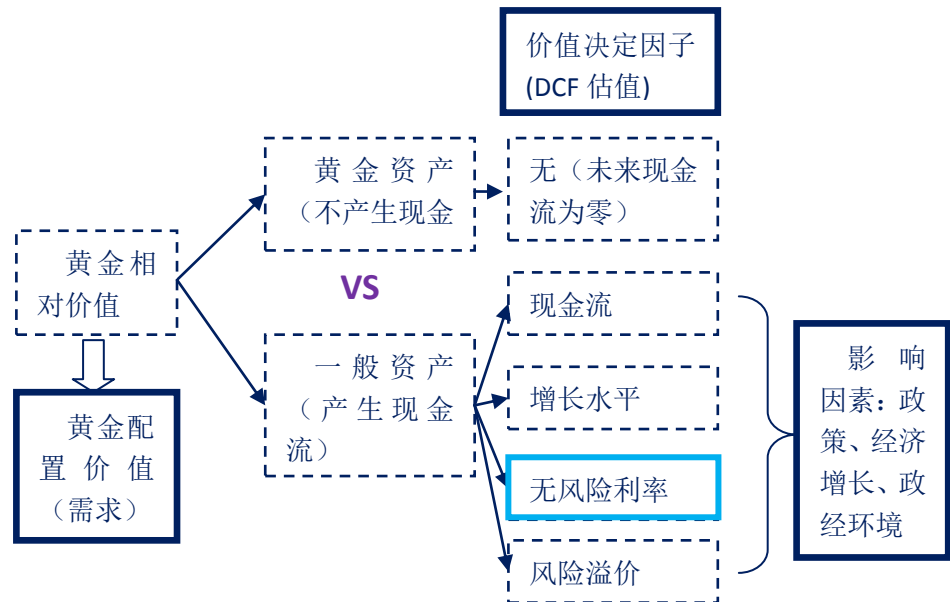 价值决定因子
(DCF 估值)
黄金资产
（不产生现金
无（未来现金
流为零）
黄金相
对价值
VS
现金流
一般资产
（产生现金
流）
增长水平
影响
因素：政
策、经济
增长、政
经环境
黄金配
置价值
（需求）
无风险利率
风险溢价